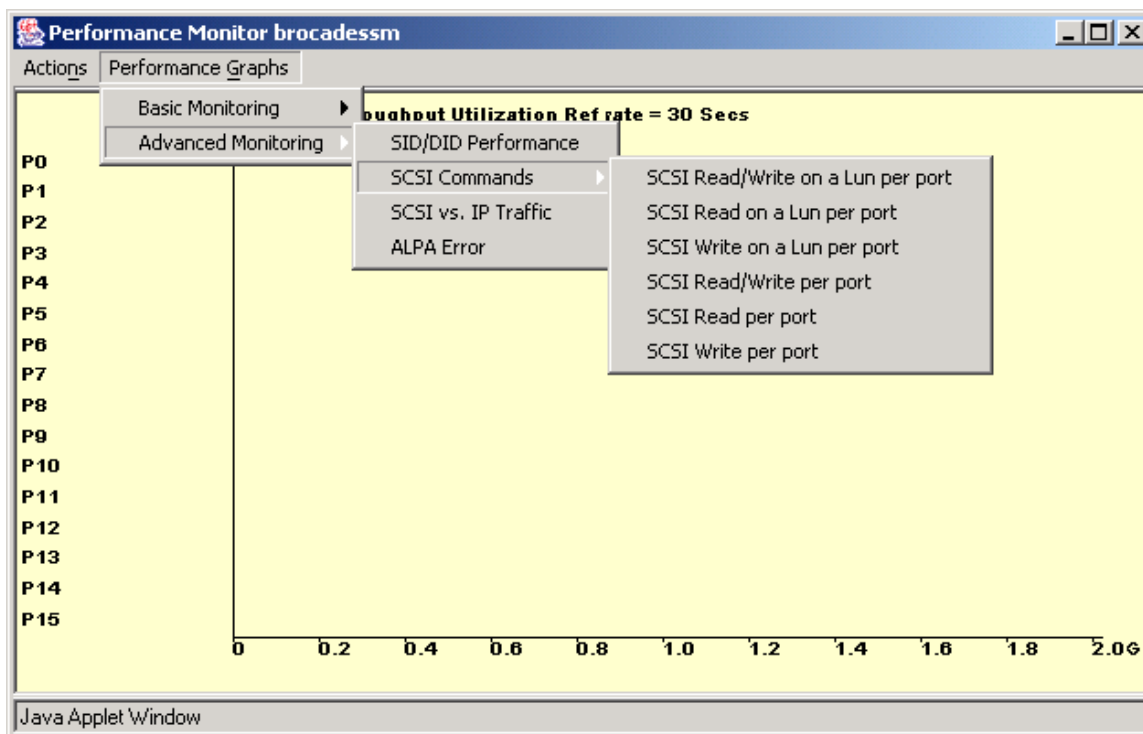 Performance Monitor brocadessm
Actions Performance Graphs
Basic Monitoring
Utilization Ref rate = 30 Secs
Advanced Monitoring
SID/DID Performance
P0
SCSI Commands
SCSI Read/Write on a Lun per port
P1
SCSI vs. IP Traffic
SCSI Read on a Lun per port
P2
ALPA Error
SCSI Write on a Lun per port
P3
P4
SCSI Read/Write per port
P5
SCSI Read per port
P6
SCSI Write per port
P7
P8
P9
P10
P11
P12
P13
P14
P15
0 0.2 0.4 0.6 0.8 1.0 1.2 1.4 1.6 1.8 2.0G
Java Applet Window